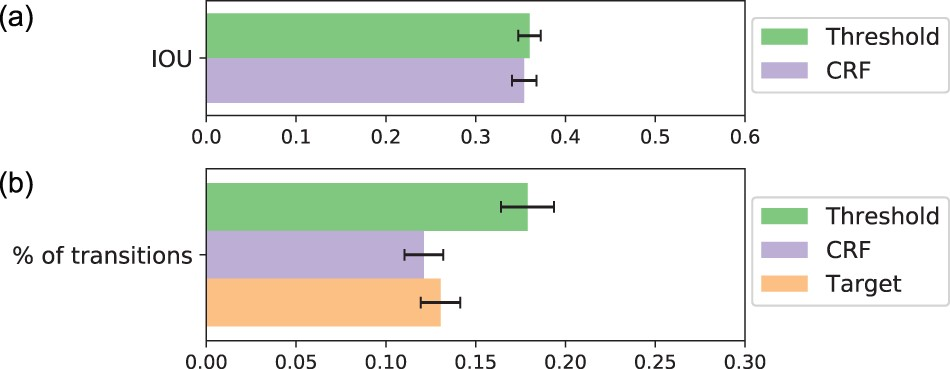 (a)
IOU
Threshold
CRF
0.0 0.1 0.2 0.3 0.4 0.5 0.6
(b)
% of transitions
Threshold
CRF
Target
0.00 0.05 0.10 0.15 0.20 0.25 0.30